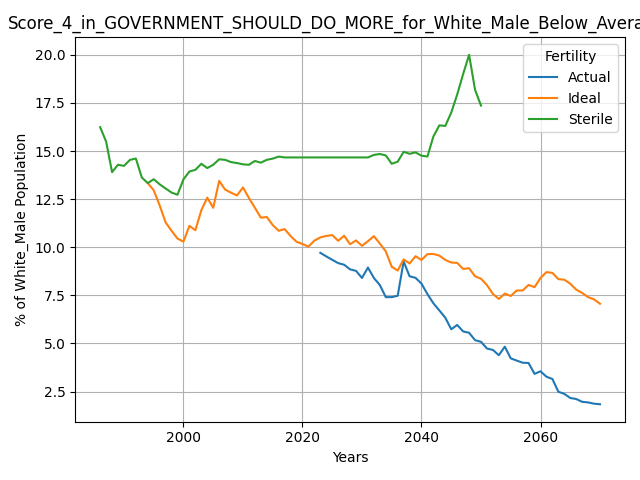 Score_4_in_GOVERNMENT_SHOULD_DO_MORE_for_White_Male_Below_Avera
20.0
17.5
15.0
12.5
10.0
7.5
5.0
2.5
% of White_Male Population
2000
2020
2040
2060
Years
Fertility
Actual
Ideal
Sterile